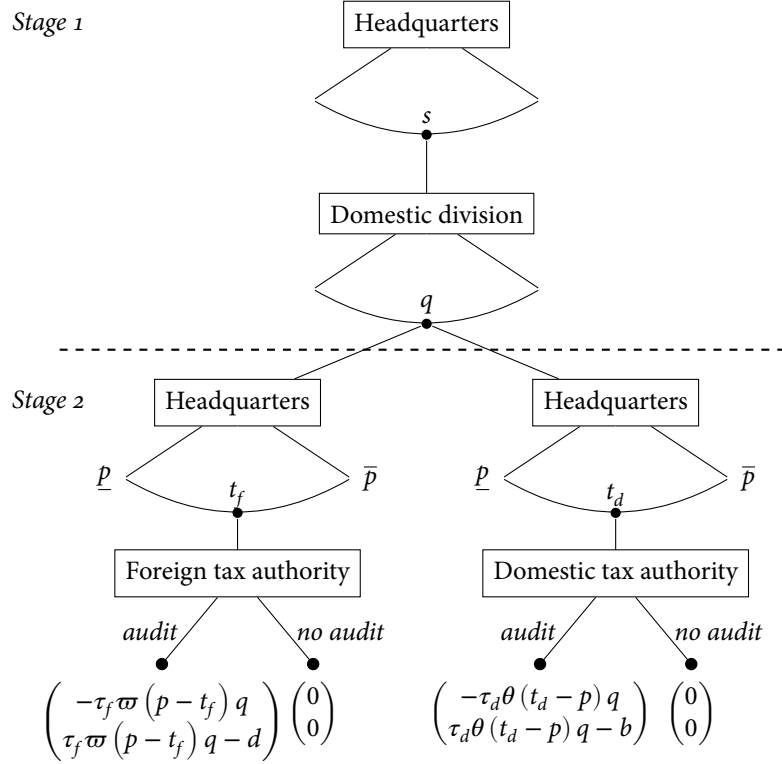 Stage 1
Headquarters
s
Domestic division
q
Stage 2
Headquarters
Headquarters
p̲ t_f p̅
p̲ t_d p̅
Foreign tax authority
Domestic tax authority
audit no audit
audit no audit
(−τ_f ϖ (p − t_f) q
τ_f ϖ (p − t_f) q − d) (0
0)
(−τ_d θ (t_d − p) q
τ_d θ (t_d − p) q − b) (0
0)